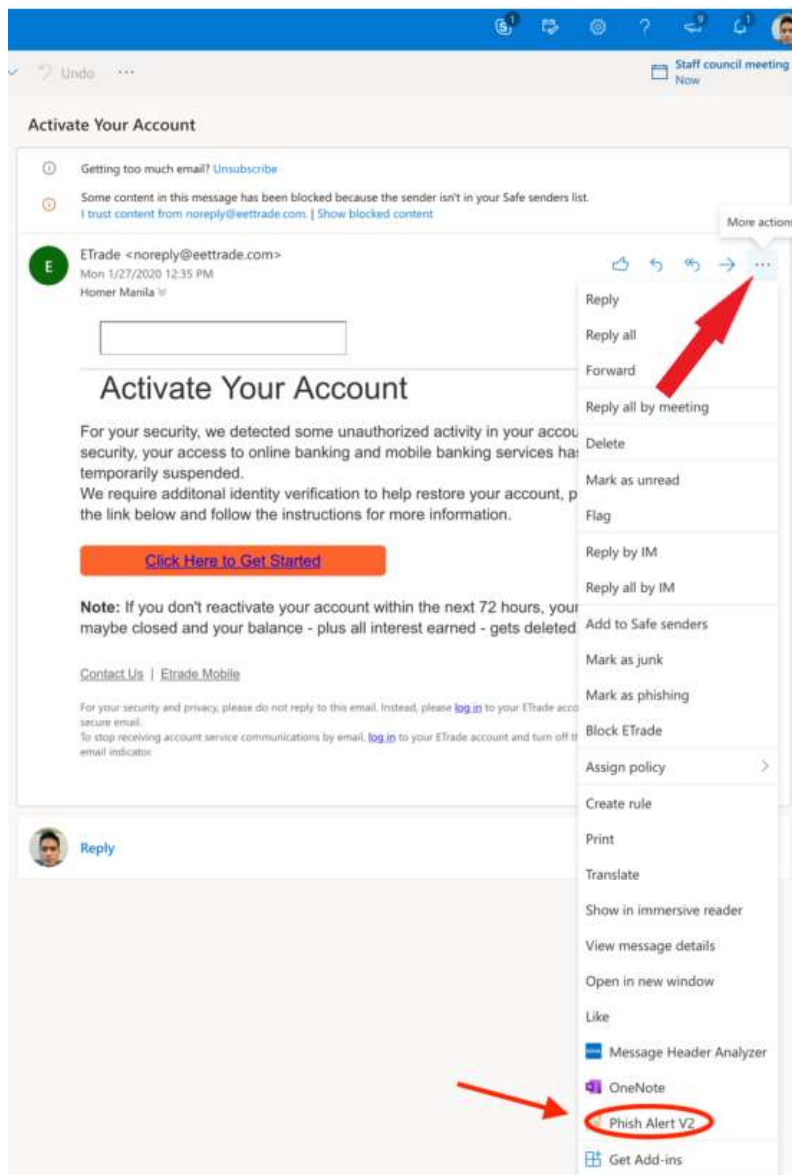 S 1
?
9
1
Undo ...
Staff council meeting
Now
Activate Your Account
Getting too much email? Unsubscribe
Some content in this message has been blocked because the sender isn't in your Safe senders list.
I trust content from noreply@eettrade.com. | Show blocked content
More actions
E
ETrade <noreply@eettrade.com>
Mon 1/27/2020 12:35 PM
Homer Manila
Activate Your Account
For your security, we detected some unauthorized activity in your accou
security, your access to online banking and mobile banking services has
temporarily suspended.
We require additonal identity verification to help restore your account, p
the link below and follow the instructions for more information.
Click Here to Get Started
Note: If you don't reactivate your account within the next 72 hours, your
maybe closed and your balance - plus all interest earned - gets deleted
Contact Us | Etrade Mobile
For your security and privacy, please do not reply to this email. Instead, please log in to your ETrade acco
secure email.
To stop receiving account service communications by email, log in to your ETrade account and turn off th
email indicator.
Reply
Reply
Reply all
Forward
Reply all by meeting
Delete
Mark as unread
Flag
Reply by IM
Reply all by IM
Add to Safe senders
Mark as junk
Mark as phishing
Block ETrade
Assign policy
Create rule
Print
Translate
Show in immersive reader
View message details
Open in new window
Like
Message Header Analyzer
OneNote
Phish Alert V2
Get Add-ins